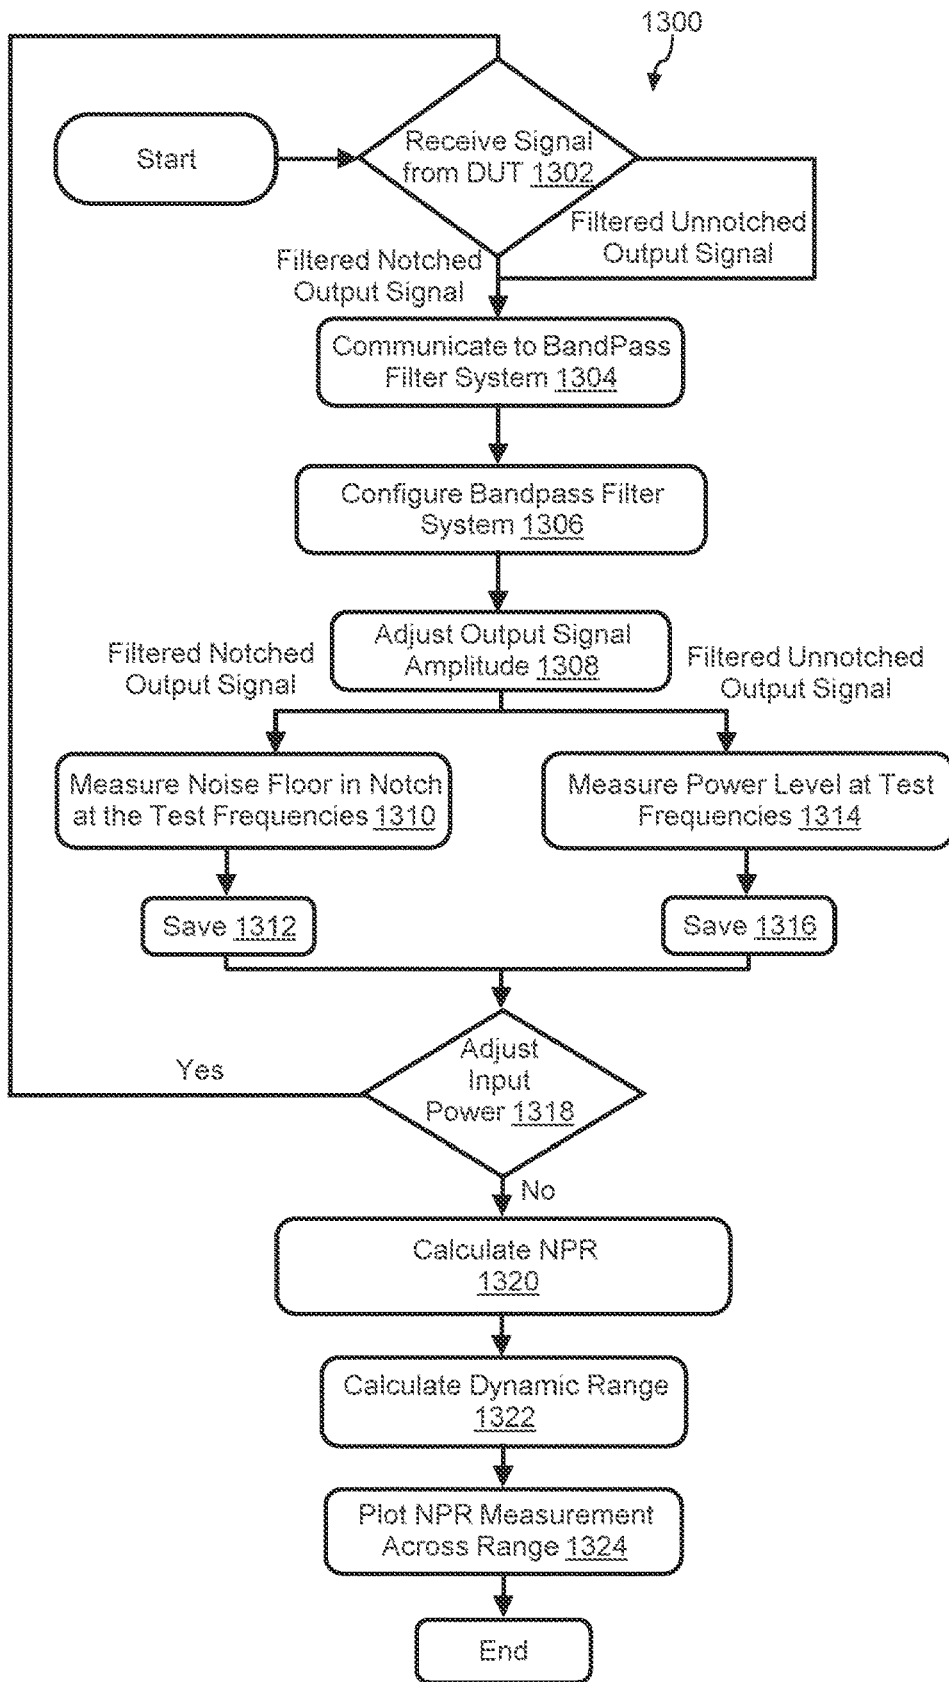 1300
Start
Receive Signal
from DUT 1302
Filtered Unnotched
Output Signal
Filtered Notched
Output Signal
Communicate to BandPass
Filter System 1304
Configure Bandpass Filter
System 1306
Adjust Output Signal
Amplitude 1308
Filtered Notched
Output Signal
Filtered Unnotched
Output Signal
Measure Noise Floor in Notch
at the Test Frequencies 1310
Measure Power Level at Test
Frequencies 1314
Save 1312
Save 1316
Adjust
Input
Power 1318
Yes
No
Calculate NPR
1320
Calculate Dynamic Range
1322
Plot NPR Measurement
Across Range 1324
End